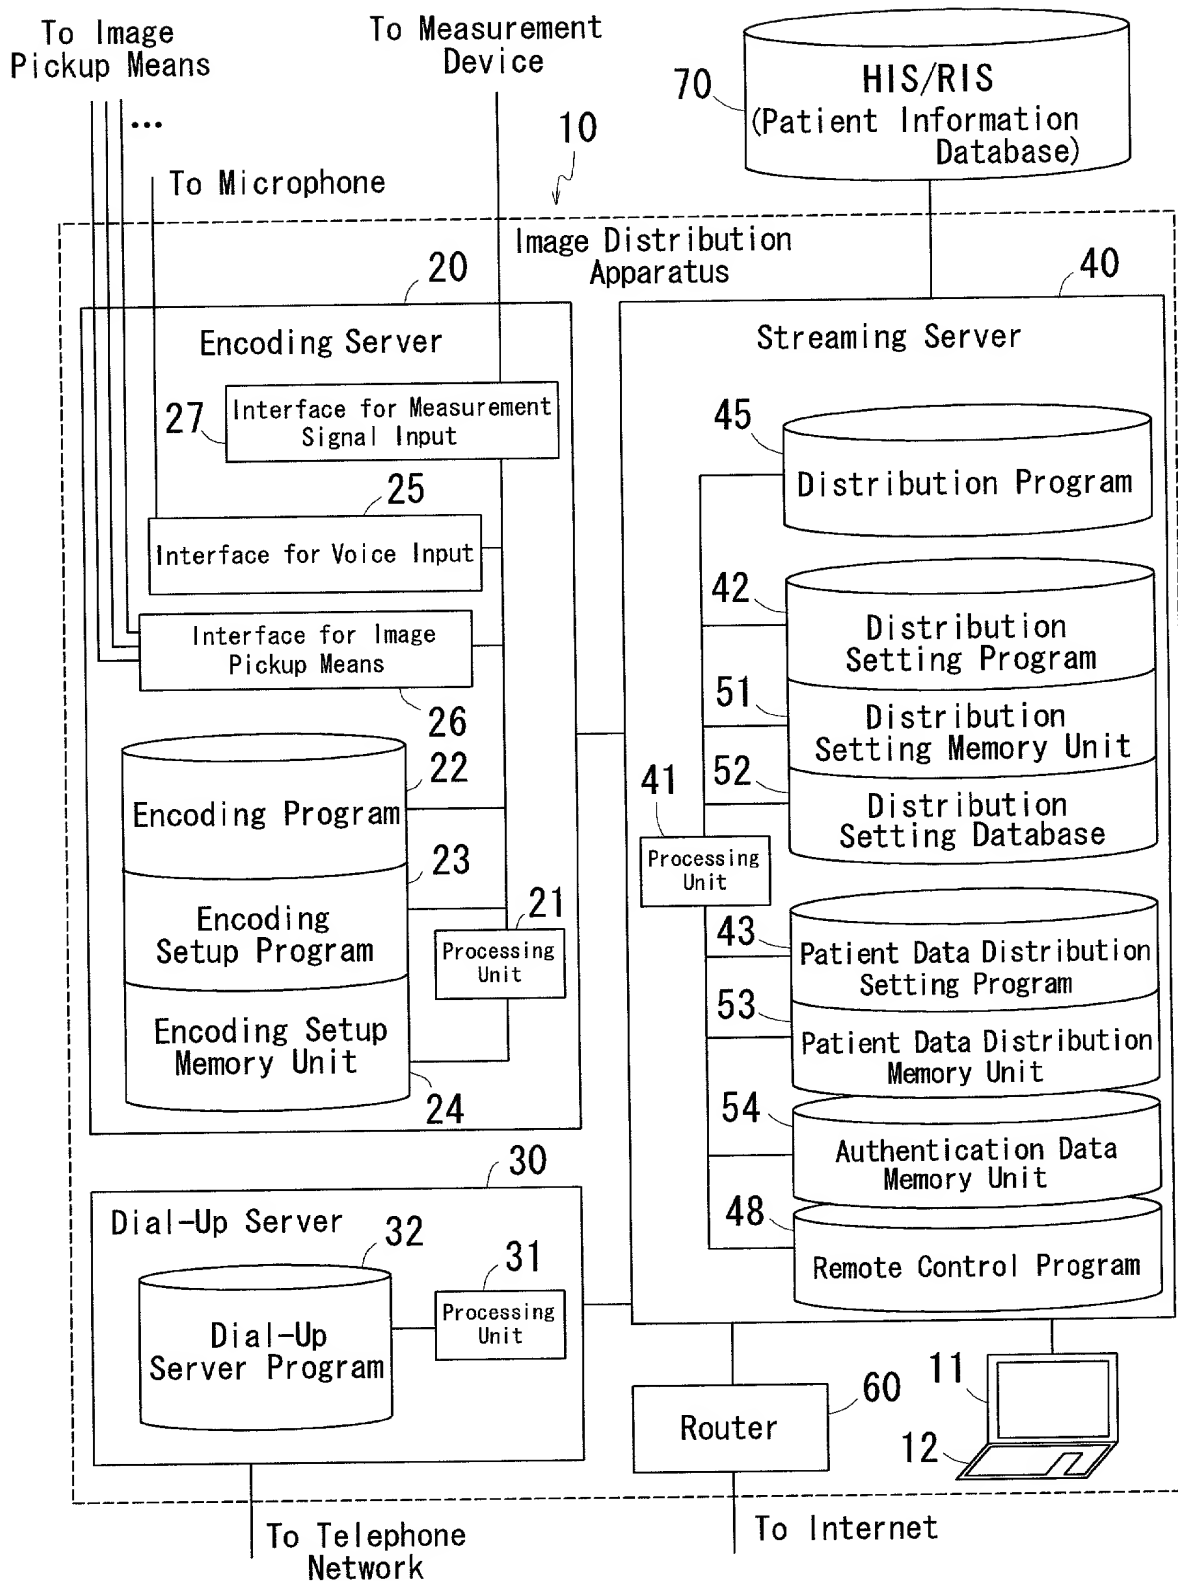 To Image
Pickup Means
...
To Measurement
Device
To Microphone
10
70
HIS/RIS
(Patient Information
Database)
Image Distribution
Apparatus
20
Encoding Server
27
Interface for Measurement
Signal Input
25
Interface for Voice Input
Interface for Image
Pickup Means
26
22
Encoding Program
23
Encoding
Setup Program
21
Processing
Unit
Encoding Setup
Memory Unit
24
40
Streaming Server
45
Distribution Program
42
Distribution
Setting Program
51
Distribution
Setting Memory Unit
52
Distribution
Setting Database
41
Processing
Unit
43
Patient Data Distribution
Setting Program
53
Patient Data Distribution
Memory Unit
54
Authentication Data
Memory Unit
48
Remote Control Program
30
Dial-Up Server
32
Dial-Up
Server Program
31
Processing
Unit
60
Router
11
12
To Telephone
Network
To Internet